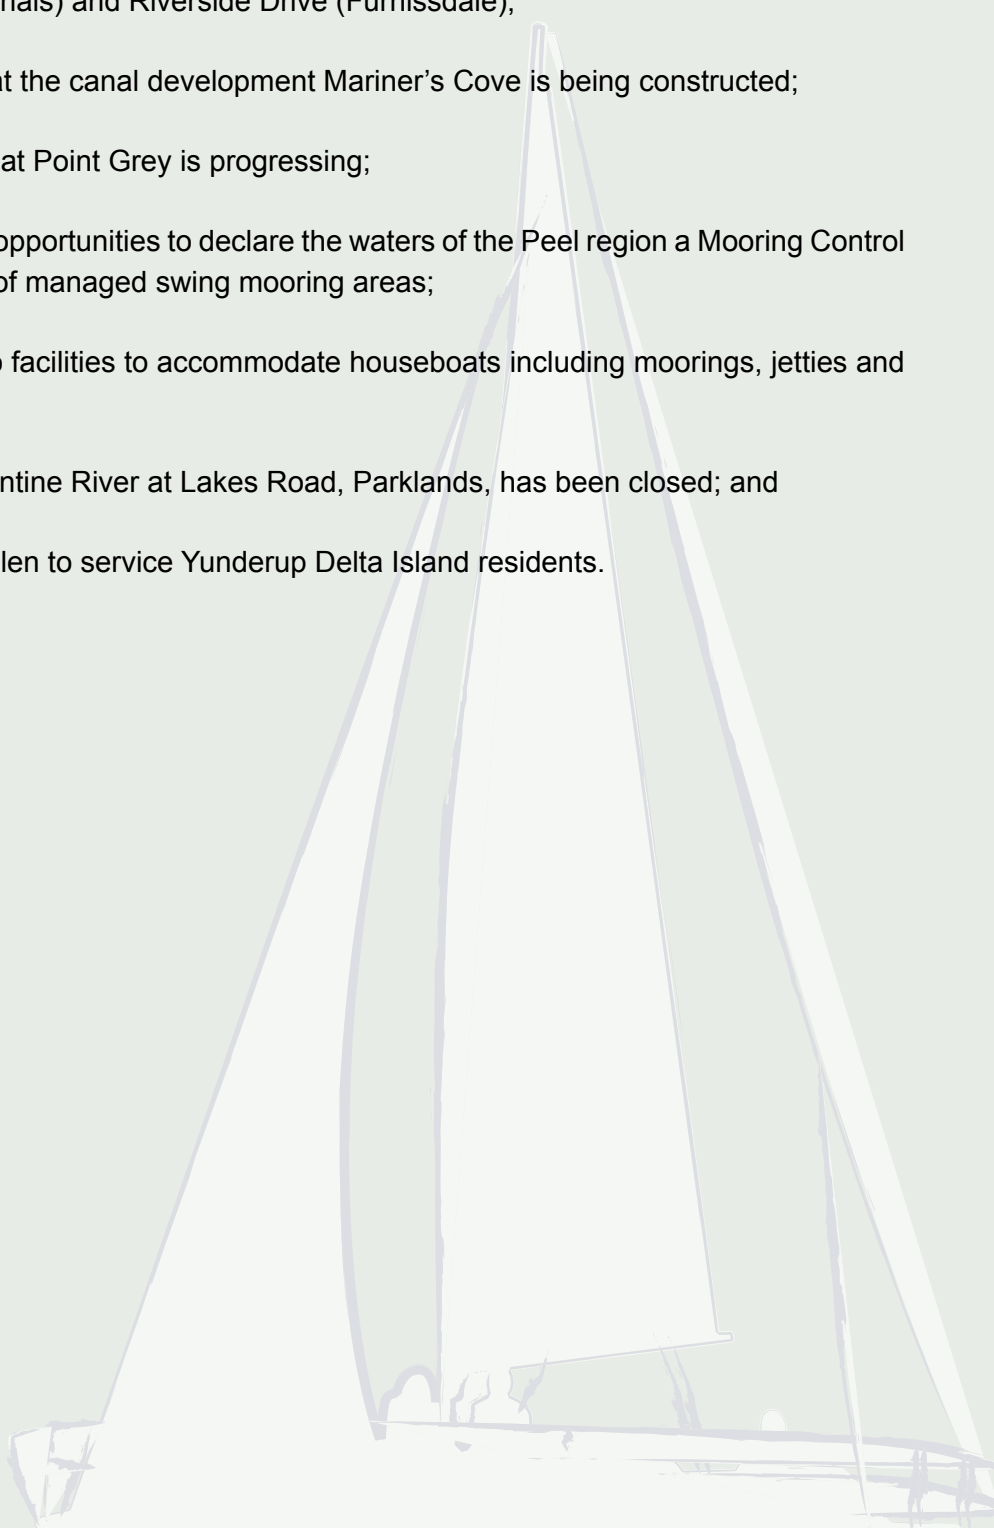 and Riverside Drive (Furnissdale);
at the canal development Mariner’s Cove is being constructed;
at Point Grey is progressing;
opportunities to declare the waters of the Peel region a Mooring Control
of managed swing mooring areas;
facilities to accommodate houseboats including moorings, jetties and
River at Lakes Road, Parklands, has been closed; and
to service Yunderup Delta Island residents.